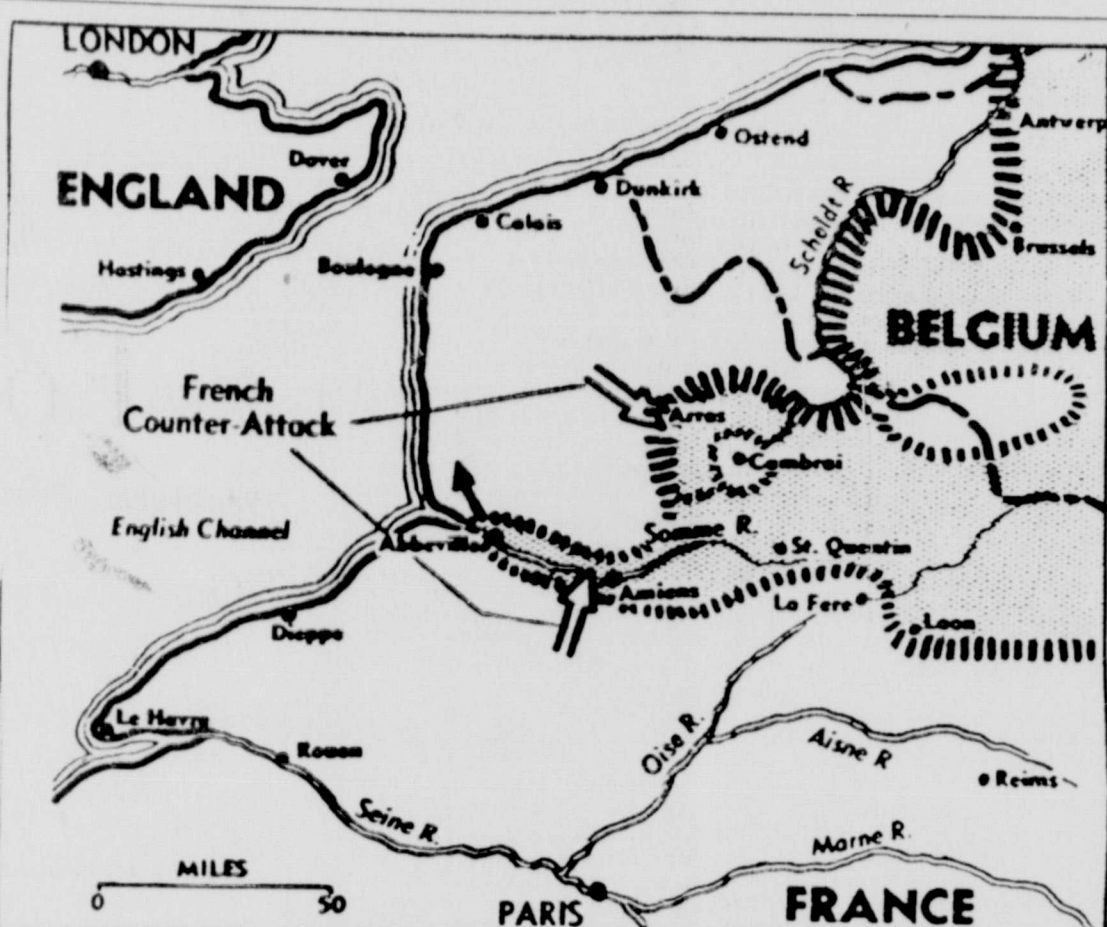 LONDON
ENGLAND
Dover
Hastings
Ostend
Dunkirk
Calais
Boulogne
Antwerp
Scheldt R
Brussels
BELGIUM
French
Counter-Attack
Arras
Cambrai
English Channel
Abbeville
Somme R.
St. Quentin
Amiens
La Fere
Laon
Dieppe
Le Havre
Rouen
Oise R.
Aisne R
Reims
Seine R.
Marne R.
MILES
0 50
PARIS
FRANCE